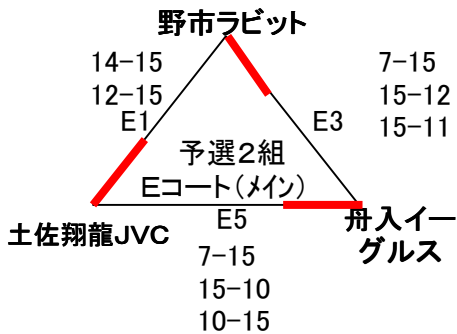 野市ラビット
14-15
12-15
E1
7-15
15-12
15-11
E3
予選2組
Eコート(メイン)
土佐翔龍JVC
E5
7-15
15-10
10-15
舟入イー
グルス